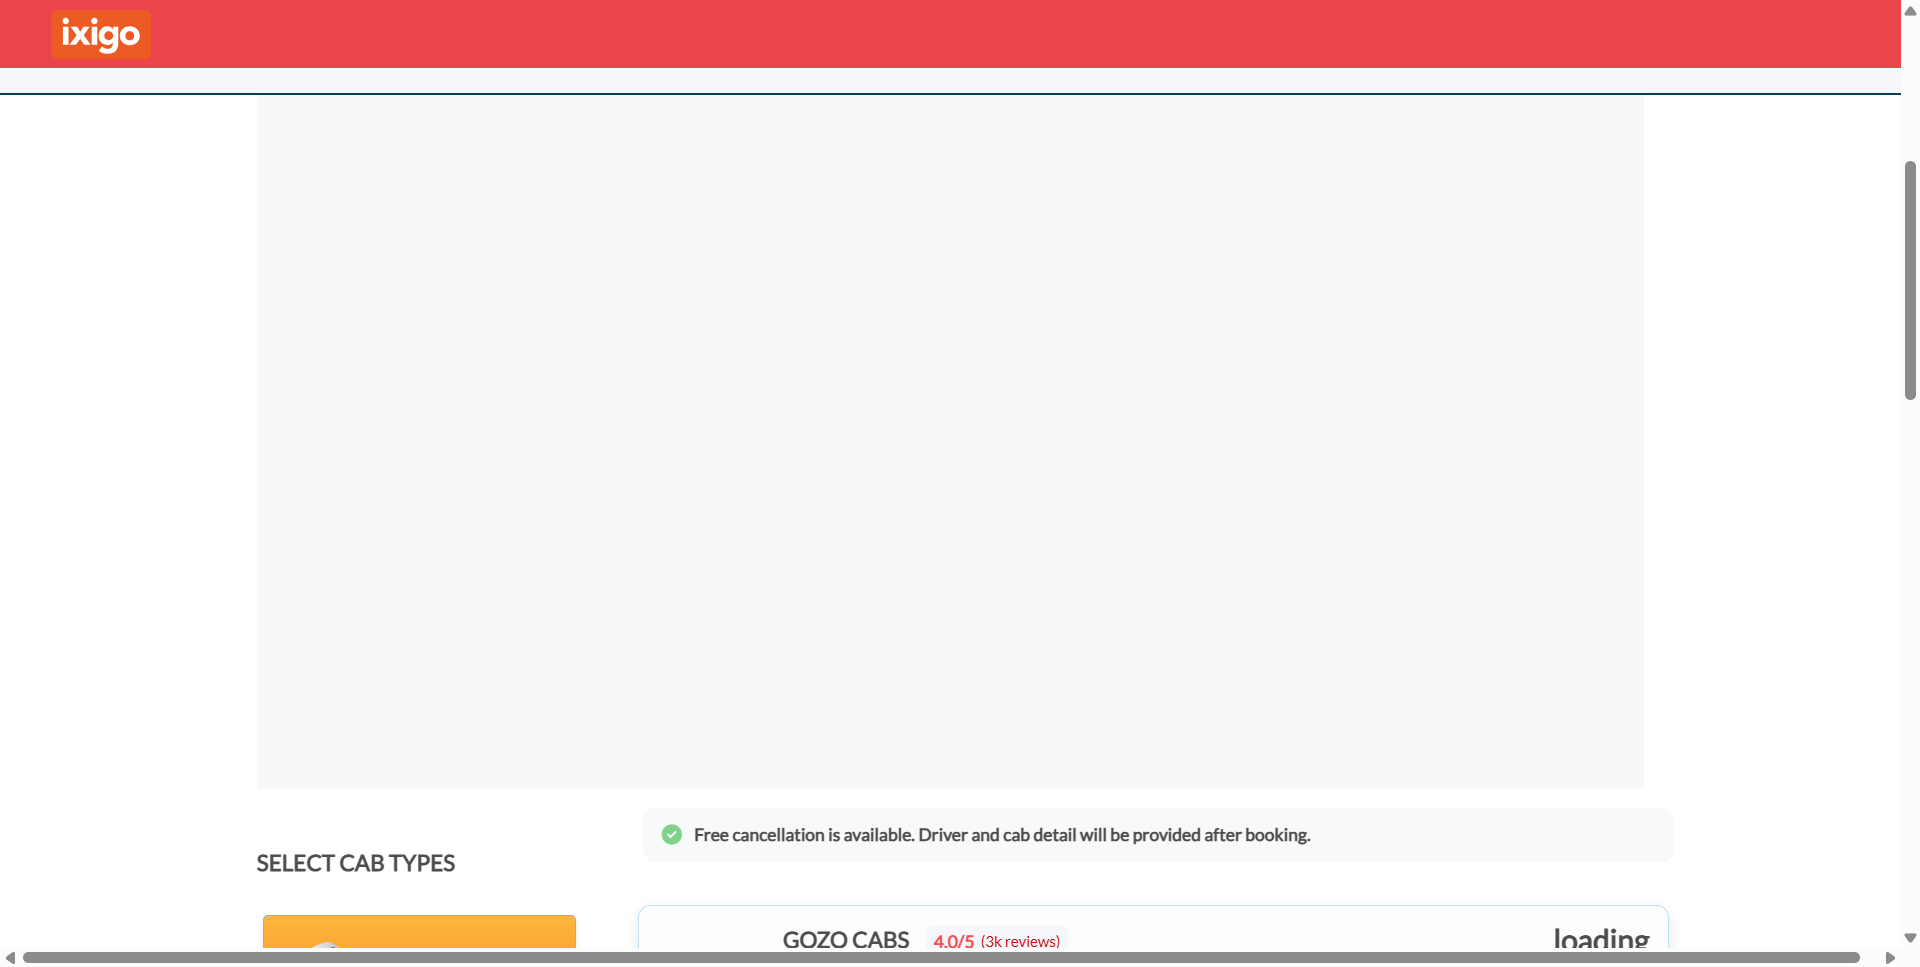 ixigo
Free cancellation is available. Driver and cab detail will be provided after booking.
SELECT CAB TYPES
GOZO CABS 4.0/5 (3k reviews) loading